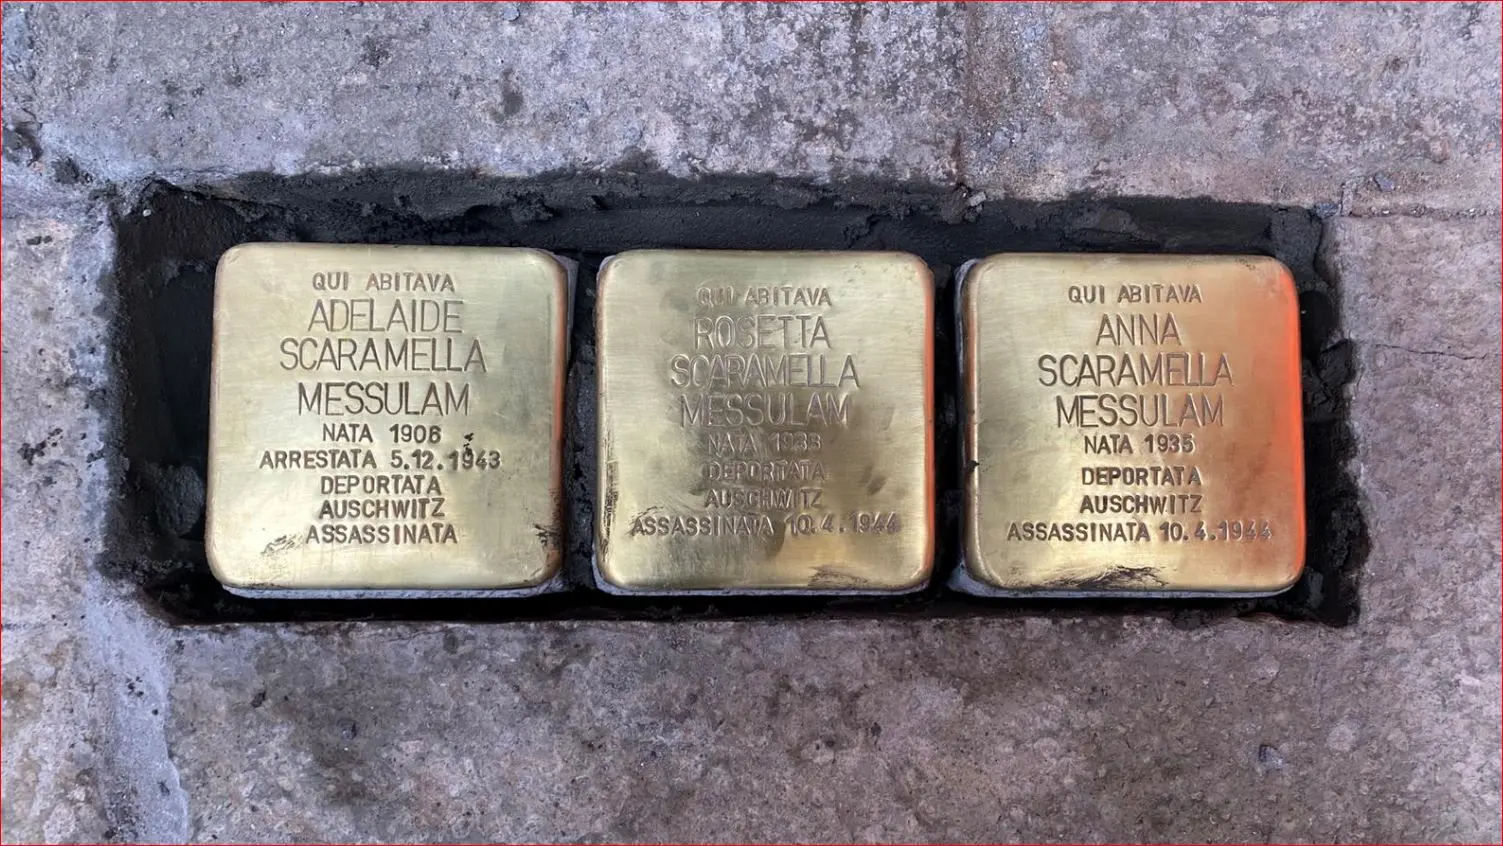 QUI ABITAVA
ADELAIDE
SCARAMELLA
MESSULAM
NATA 1906
ARRESTATA 5.12.1943
DEPORTATA
AUSCHWITZ
ASSASSINATA
QUI ABITAVA
ROSETTA
SCARAMELLA
MESSULAM
NATA 1933
DEPORTATA
AUSCHWITZ
ASSASSINATA 10.4.1944
QUI ABITAVA
ANNA
SCARAMELLA
MESSULAM
NATA 1935
DEPORTATA
AUSCHWITZ
ASSASSINATA 10.4.1944